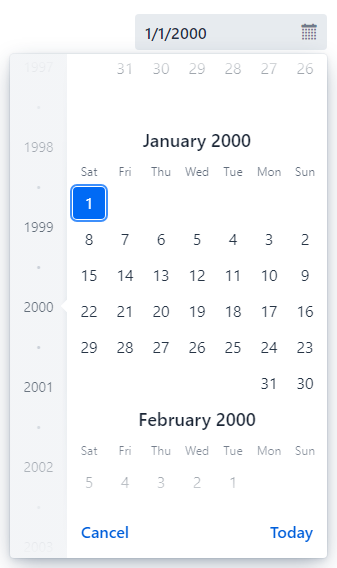 1/1/2000
1997
31 30 29 28 27 26
1998
January 2000
Sat Fri Thu Wed Tue Mon Sun
1
1999
8 7 6 5 4 3 2
15 14 13 12 11 10 9
2000
22 21 20 19 18 17 16
29 28 27 26 25 24 23
2001
31 30
February 2000
Sat Fri Thu Wed Tue Mon Sun
2002
5 4 3 2 1
Cancel Today
2003